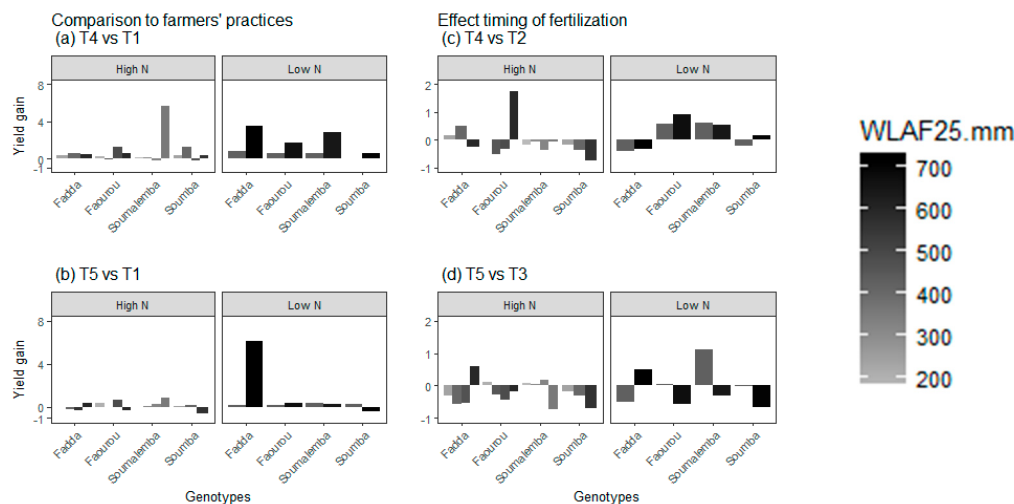 Comparison to farmers' practices
(a) T4 vs T1
High N
Low N
Yield gain
8
4
0
-1
Fadda
Faourou
Soumalemba
Soumba
Fadda
Faourou
Soumalemba
Soumba
Effect timing of fertilization
(c) T4 vs T2
High N
Low N
2
1
0
-1
Fadda
Faourou
Soumalemba
Soumba
Fadda
Faourou
Soumalemba
Soumba
(b) T5 vs T1
High N
Low N
Yield gain
8
4
0
-1
Fadda
Faourou
Soumalemba
Soumba
Fadda
Faourou
Soumalemba
Soumba
Genotypes
(d) T5 vs T3
High N
Low N
2
1
0
-1
Fadda
Faourou
Soumalemba
Soumba
Fadda
Faourou
Soumalemba
Soumba
Genotypes
WLAF25.mm
700
600
500
400
300
200